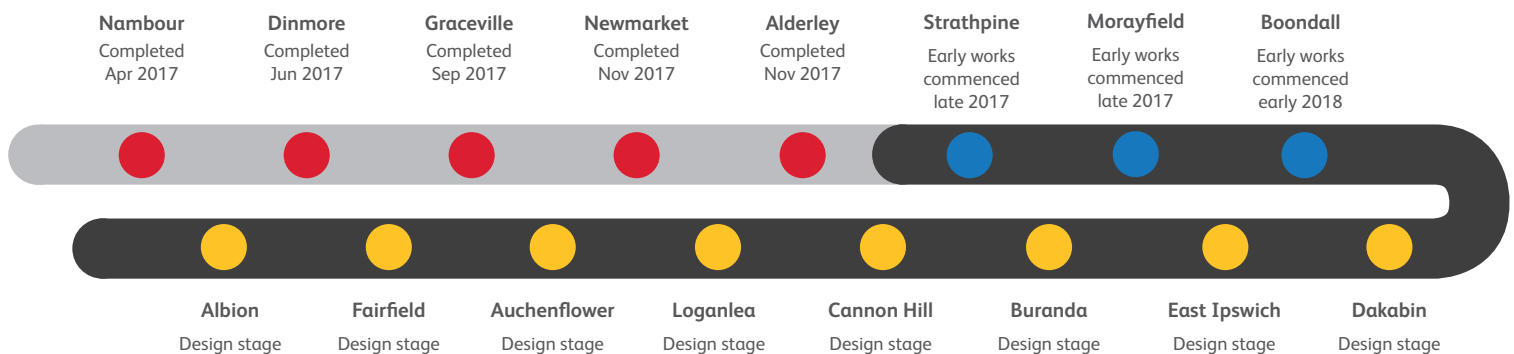 Nambour
Completed
Apr 2017
Dinmore
Completed
Jun 2017
Graceville
Completed
Sep 2017
Newmarket
Completed
Nov 2017
Alderley
Completed
Nov 2017
Strathpine
Early works
commenced
late 2017
Morayfield
Early works
commenced
late 2017
Boondall
Early works
commenced
early 2018
Albion
Design stage
Fairfield
Design stage
Auchenflower
Design stage
Loganlea
Design stage
Cannon Hill
Design stage
Buranda
Design stage
East Ipswich
Design stage
Dakabin
Design stage